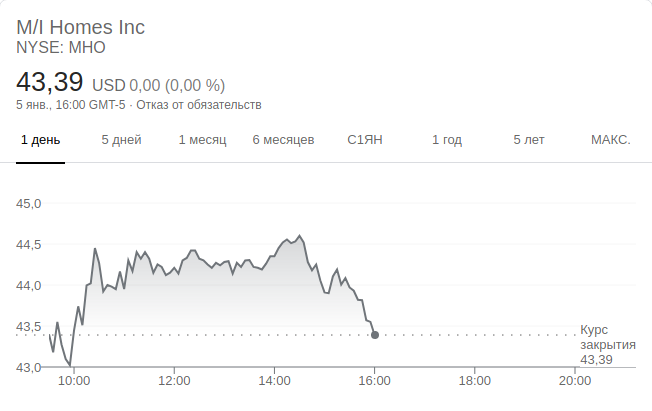 M/I Homes Inc
NYSE: MHO
43,39 USD 0,00 (0,00 %)
5 янв., 16:00 GMT-5 · Отказ от обязательств
1 день 5 дней 1 месяц 6 месяцев С1ЯН 1 год 5 лет МАКС.
45,0
44,5
44,0
43,5
Курс
закрытия
43,39
43,0
10:00 12:00 14:00 16:00 18:00 20:00